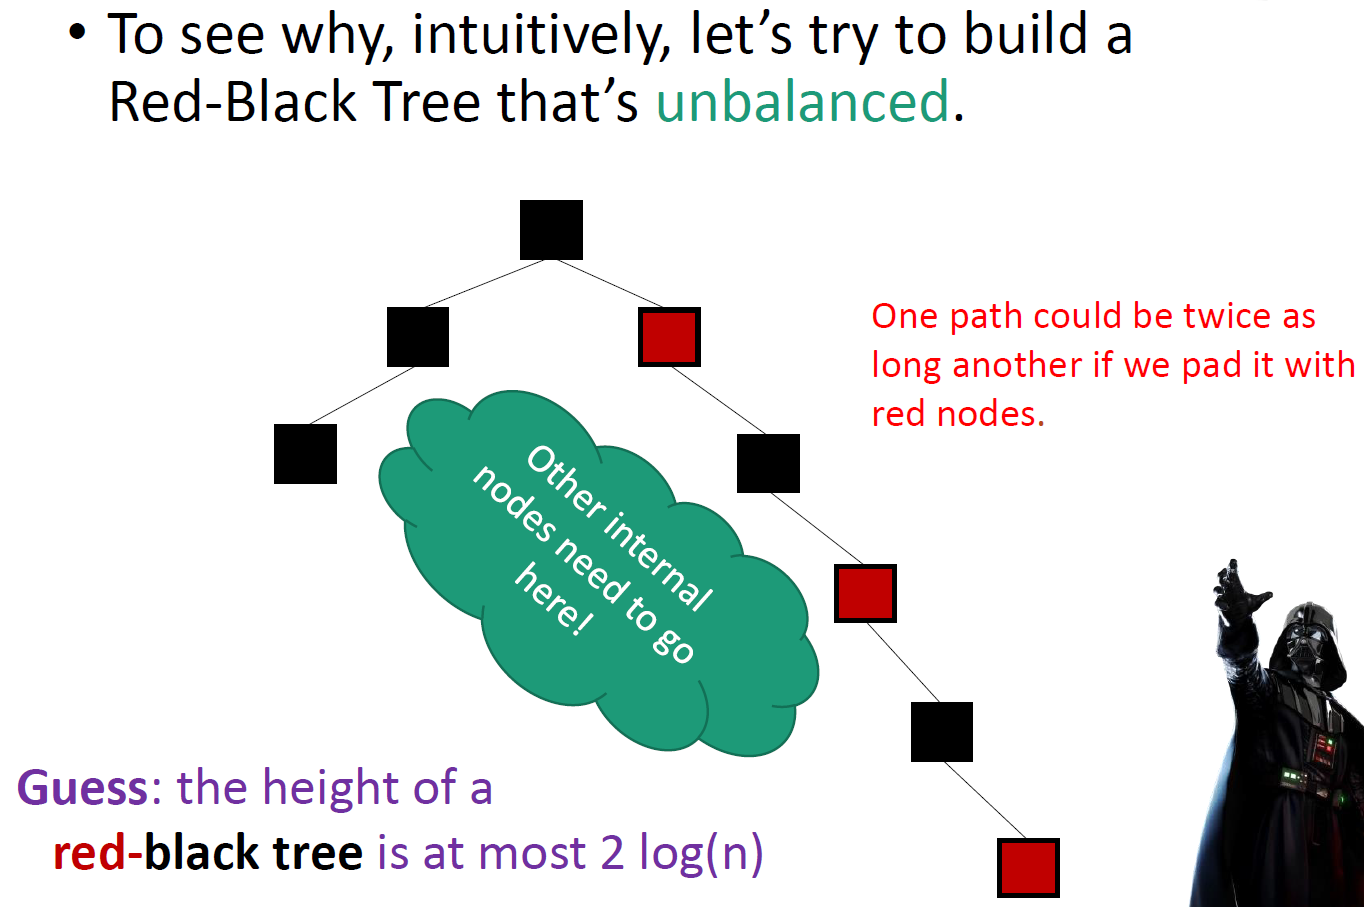 • To see why, intuitively, let’s try to build a
Red-Black Tree that’s unbalanced.
One path could be twice as
long another if we pad it with
red nodes.
Other internal
nodes need to go
here!
Guess: the height of a
red-black tree is at most 2 log(n)